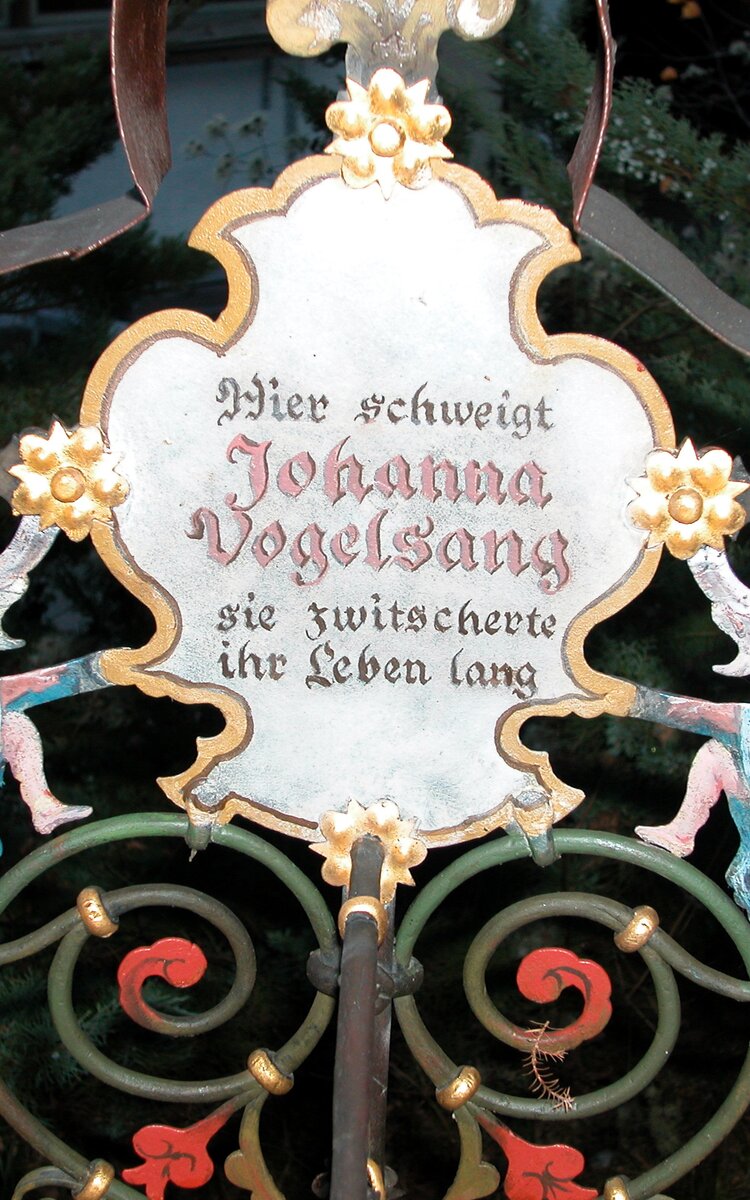 Hier schweigt
Johanna
Vogelsang
sie zwitscherte
ihr Leben lang